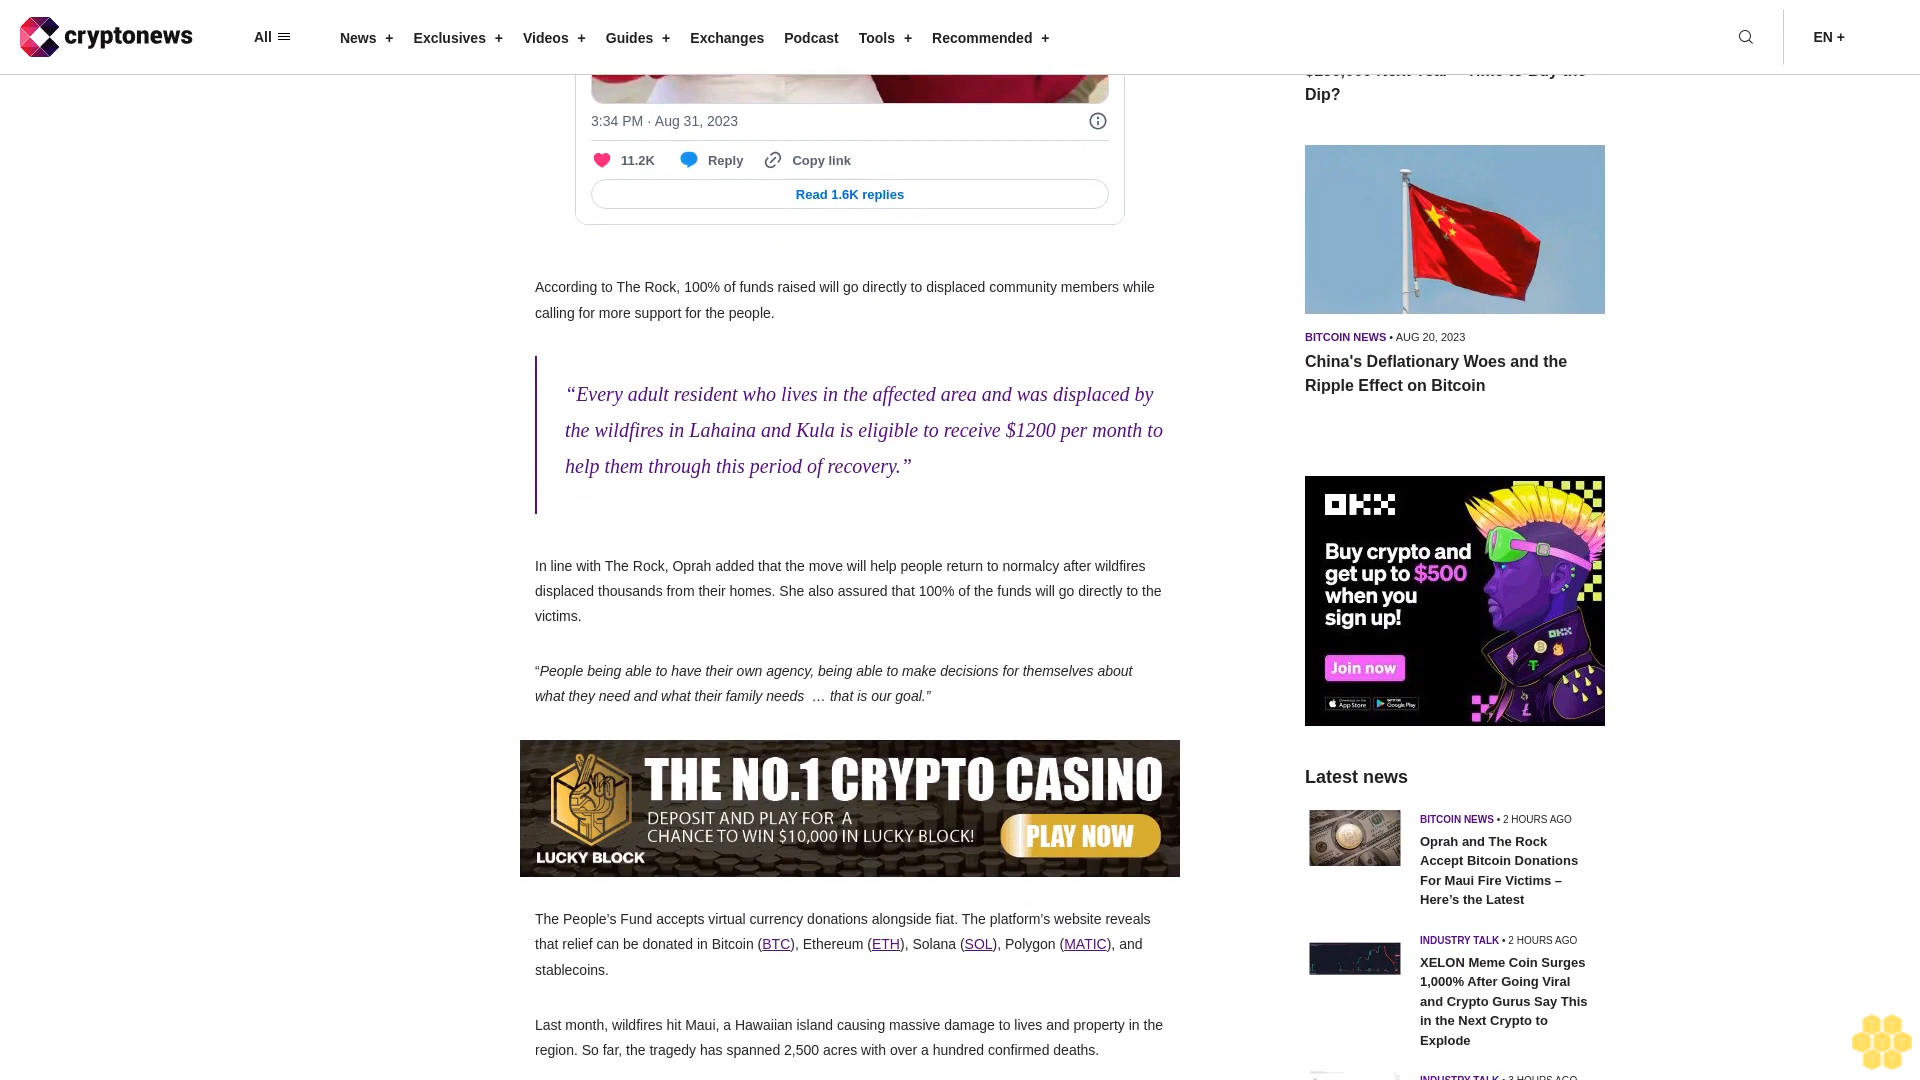 cryptonews
All
News +
Exclusives +
Videos +
Guides +
Exchanges
Podcast
Tools +
Recommended +
EN +
3:34 PM · Aug 31, 2023
11.2K
Reply
Copy link
Read 1.6K replies
According to The Rock, 100% of funds raised will go directly to displaced community members while
calling for more support for the people.
“Every adult resident who lives in the affected area and was displaced by
the wildfires in Lahaina and Kula is eligible to receive $1200 per month to
help them through this period of recovery.”
In line with The Rock, Oprah added that the move will help people return to normalcy after wildfires
displaced thousands from their homes. She also assured that 100% of the funds will go directly to the
victims.
“People being able to have their own agency, being able to make decisions for themselves about
what they need and what their family needs … that is our goal.”
THE NO.1 CRYPTO CASINO
DEPOSIT AND PLAY FOR A
CHANCE TO WIN $10,000 IN LUCKY BLOCK!
PLAY NOW
LUCKY BLOCK
The People’s Fund accepts virtual currency donations alongside fiat. The platform’s website reveals
that relief can be donated in Bitcoin (BTC), Ethereum (ETH), Solana (SOL), Polygon (MATIC), and
stablecoins.
Last month, wildfires hit Maui, a Hawaiian island causing massive damage to lives and property in the
region. So far, the tragedy has spanned 2,500 acres with over a hundred confirmed deaths.
Dip?
BITCOIN NEWS • AUG 20, 2023
China's Deflationary Woes and the
Ripple Effect on Bitcoin
OKX
Buy crypto and
get up to $500
when you
sign up!
Join now
App Store
Google Play
Latest news
BITCOIN NEWS • 2 HOURS AGO
Oprah and The Rock
Accept Bitcoin Donations
For Maui Fire Victims –
Here’s the Latest
INDUSTRY TALK • 2 HOURS AGO
XELON Meme Coin Surges
1,000% After Going Viral
and Crypto Gurus Say This
in the Next Crypto to
Explode
INDUSTRY TALK • 3 HOURS AGO